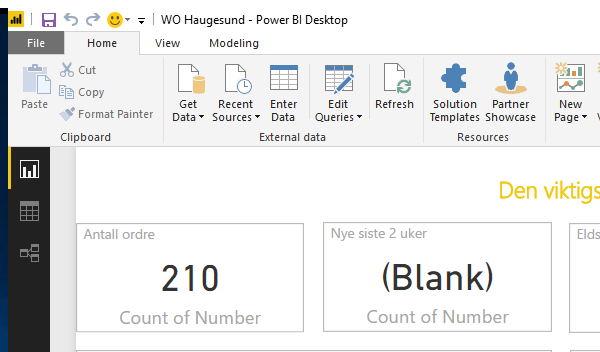 WO Haugesund - Power BI Desktop
File Home View Modeling
Paste
Cut
Copy
Format Painter
Get Data
Recent Sources
Enter Data
Edit Queries
Refresh
Solution Templates
Partner Showcase
New Page
Clipboard
External data
Resources
Den viktigs
Antall ordre
210
Count of Number
Nye siste 2 uker
(Blank)
Count of Number
Elds